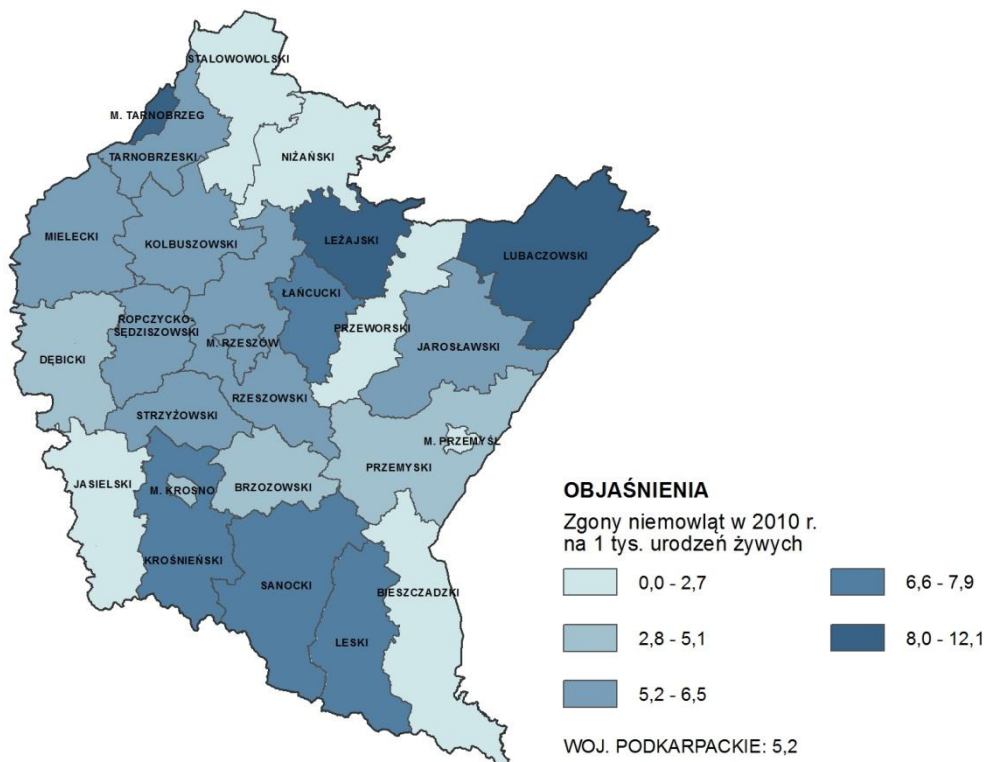 STALOWOWOLSKI
M. TARNOBRZEG
TARNOBRZESKI
NIŻAŃSKI
MIELECKI
KOLBUSZOWSKI
LEŻAJSKI
LUBACZOWSKI
ŁAŃCUCKI
ROPCZYCKO-
SĘDZISZOWSKI
PRZEWORSKI
M. RZESZÓW
JAROSŁAWSKI
DĘBICKI
RZESZOWSKI
STRZYŻOWSKI
M. PRZEMYŚL
PRZEMYSKI
JASIELSKI
M. KROSNO
BRZOZOWSKI
KROŚNIEŃSKI
SANOCKI
BIESZCZADZKI
LESKI
OBJAŚNIENIA
Zgony niemowląt w 2010 r.
na 1 tys. urodzeń żywych
0,0 - 2,7
2,8 - 5,1
5,2 - 6,5
6,6 - 7,9
8,0 - 12,1
WOJ. PODKARPACKIE: 5,2